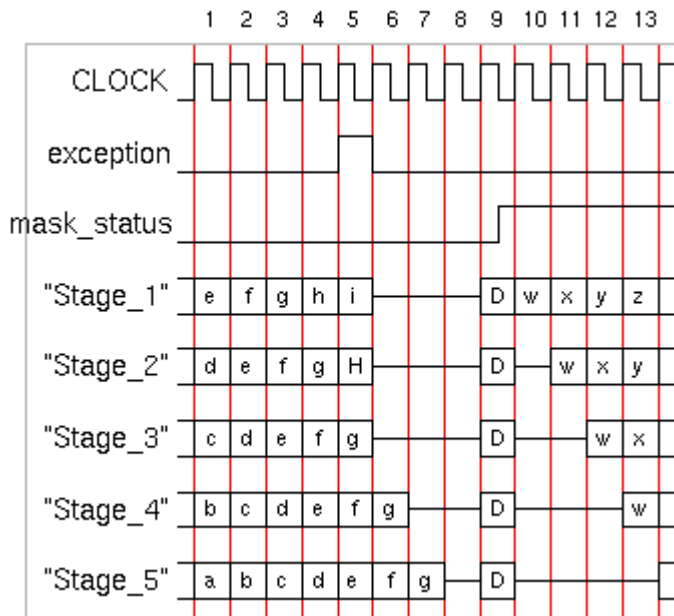 1 2 3 4 5 6 7 8 9 10 11 12 13
CLOCK
exception
mask_status
"Stage_1" e f g h i D w x y z
"Stage_2" d e f g H D w x y
"Stage_3" c d e f g D w x
"Stage_4" b c d e f g D w
"Stage_5" a b c d e f g D